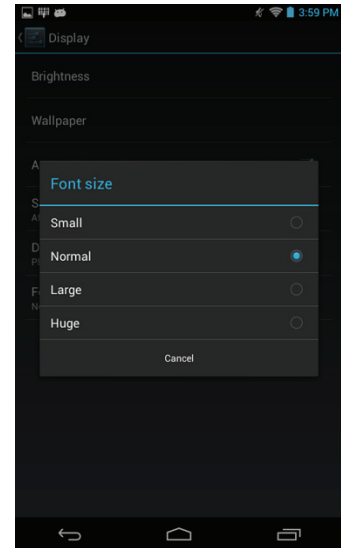 3:59 PM
Display
Brightness
Wallpaper
Font size
Small
Normal
Large
Huge
Cancel